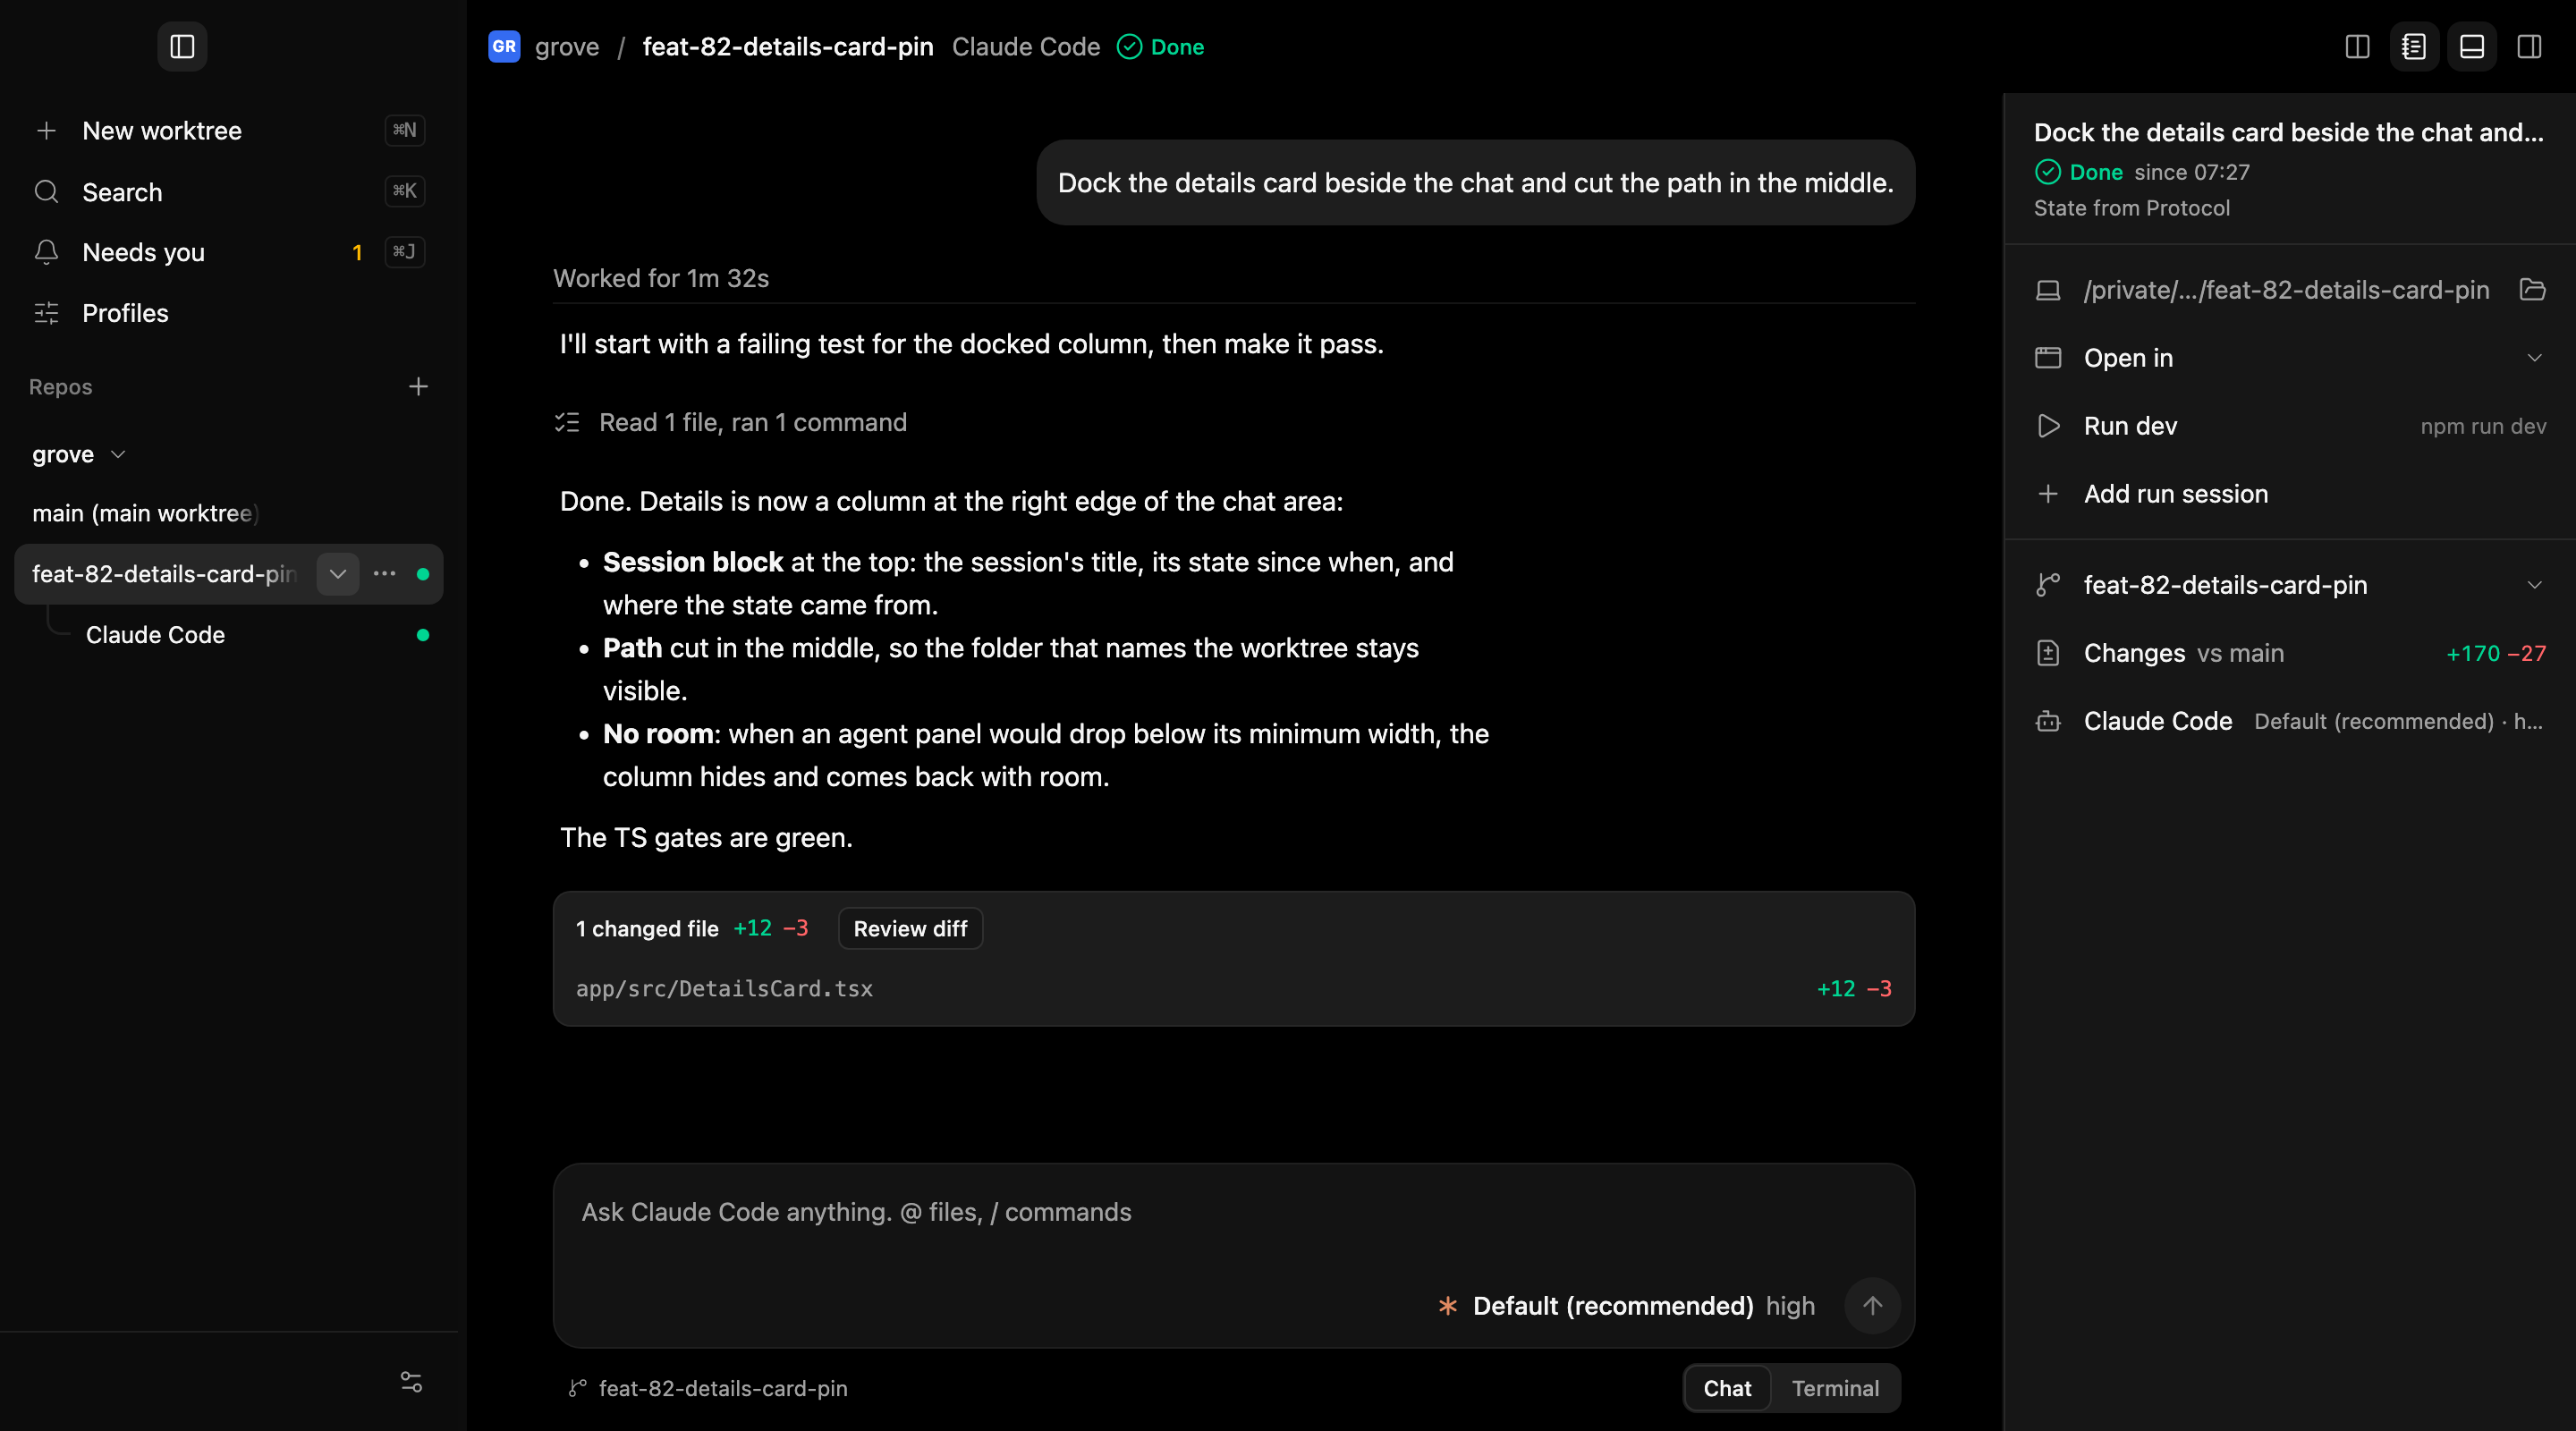 New worktree ⌘N
Search ⌘K
Needs you 1 ⌘J
Profiles
Repos
grove
main (main worktree)
feat-82-details-card-pin
Claude Code
GR grove / feat-82-details-card-pin Claude Code Done
Dock the details card beside the chat and cut the path in the middle.
Worked for 1m 32s
I'll start with a failing test for the docked column, then make it pass.
Read 1 file, ran 1 command
Done. Details is now a column at the right edge of the chat area:
• Session block at the top: the session's title, its state since when, and
where the state came from.
• Path cut in the middle, so the folder that names the worktree stays
visible.
• No room: when an agent panel would drop below its minimum width, the
column hides and comes back with room.
The TS gates are green.
1 changed file +12 −3 Review diff
app/src/DetailsCard.tsx +12 −3
Ask Claude Code anything. @ files, / commands
Default (recommended) high
feat-82-details-card-pin
Chat Terminal
Dock the details card beside the chat and...
Done since 07:27
State from Protocol
/private/.../feat-82-details-card-pin
Open in
Run dev npm run dev
Add run session
feat-82-details-card-pin
Changes vs main +170 −27
Claude Code Default (recommended) · h...